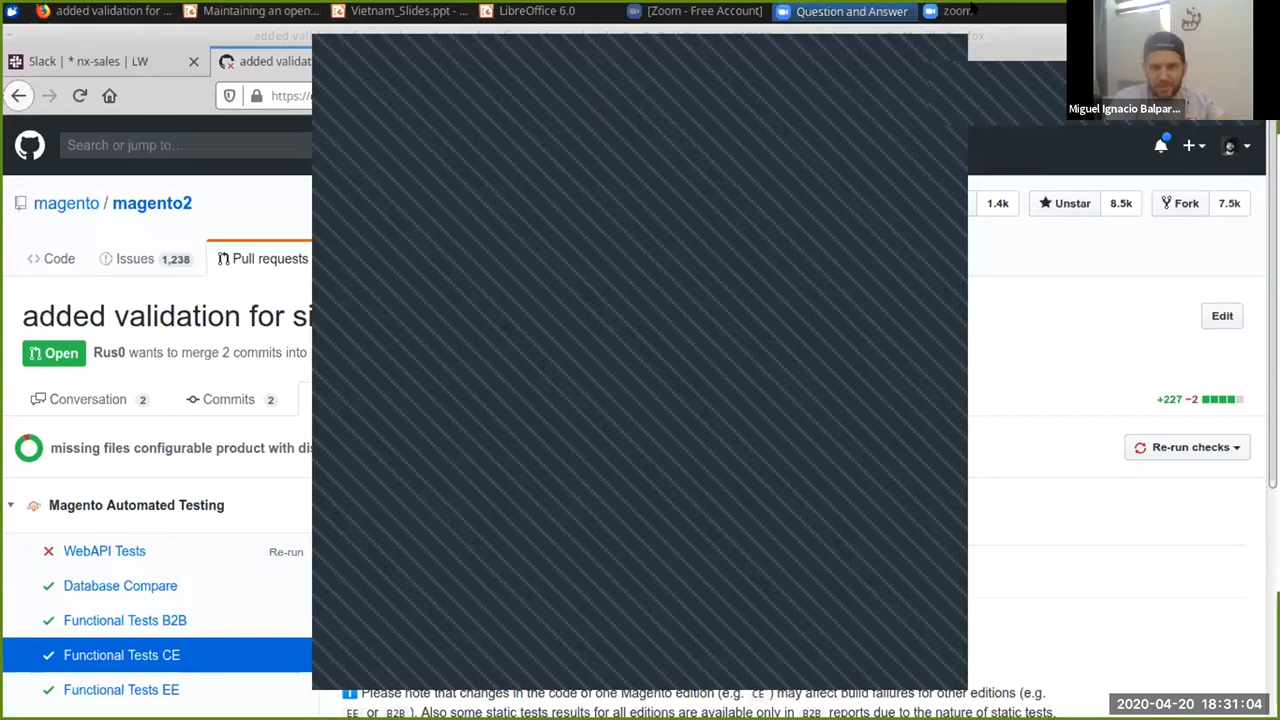 added validation for ...
Maintaining an open...
Vietnam_Slides.ppt - ...
LibreOffice 6.0
[Zoom - Free Account]
Question and Answer
zoom
Slack | * nx-sales | LW
added validat
https://
Miguel Ignacio Balpar...
Search or jump to...
magento / magento2
1.4k
Unstar 8.5k
Fork 7.5k
Code
Issues 1,238
Pull requests
added validation for si
Edit
Open
Rus0 wants to merge 2 commits into
Conversation 2
Commits 2
+227 −2
missing files configurable product with dis
Re-run checks
Magento Automated Testing
WebAPI Tests
Re-run
Database Compare
Functional Tests B2B
Functional Tests CE
Functional Tests EE
Please note that changes in the code of one Magento edition (e.g. CE ) may affect build failures for other editions (e.g.
EE or B2B ). Also some static tests results for all editions are available only in B2B reports due to the nature of static tests.
2020-04-20 18:31:04